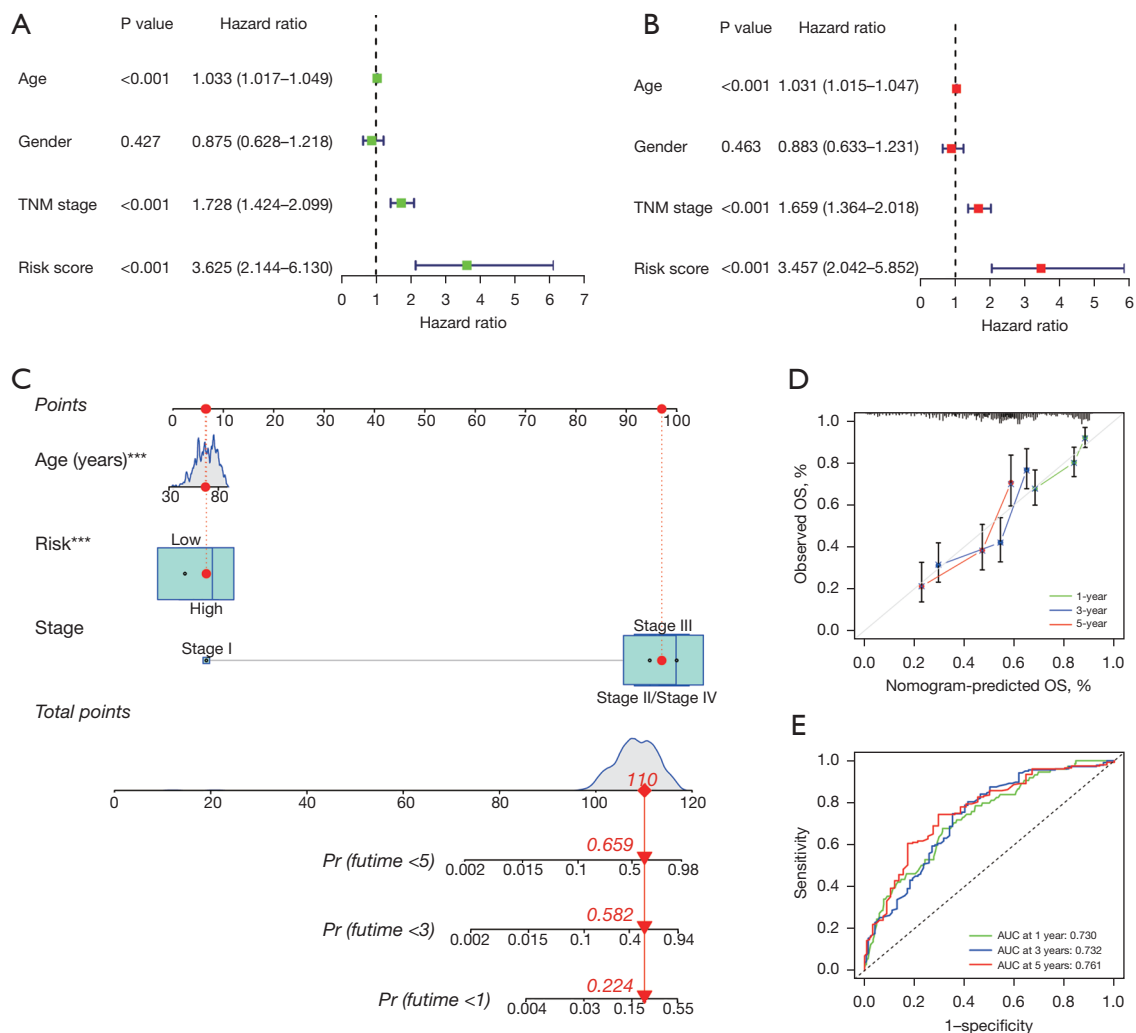 A
P value Hazard ratio
Age <0.001 1.033 (1.017–1.049)
Gender 0.427 0.875 (0.628–1.218)
TNM stage <0.001 1.728 (1.424–2.099)
Risk score <0.001 3.625 (2.144–6.130)
0 1 2 3 4 5 6 7
Hazard ratio
B
P value Hazard ratio
Age <0.001 1.031 (1.015–1.047)
Gender 0.463 0.883 (0.633–1.231)
TNM stage <0.001 1.659 (1.364–2.018)
Risk score <0.001 3.457 (2.042–5.852)
0 1 2 3 4 5 6
Hazard ratio
C
Points
0 10 20 30 40 50 60 70 80 90 100
Age (years)***
30 80
Risk***
Low
High
Stage
Stage I
Stage III
Stage II/Stage IV
Total points
110
0 20 40 60 80 100 120
0.659
Pr (futime <5)
0.002 0.015 0.1 0.5 0.98
0.582
Pr (futime <3)
0.002 0.015 0.1 0.4 0.94
0.224
Pr (futime <1)
0.004 0.03 0.15 0.55
D
Observed OS, %
1.0
0.8
0.6
0.4
0.2
0.0
1-year
3-year
5-year
0.0 0.2 0.4 0.6 0.8 1.0
Nomogram-predicted OS, %
E
Sensitivity
1.0
0.8
0.6
0.4
0.2
0.0
AUC at 1 year: 0.730
AUC at 3 years: 0.732
AUC at 5 years: 0.761
0.0 0.2 0.4 0.6 0.8 1.0
1–specificity